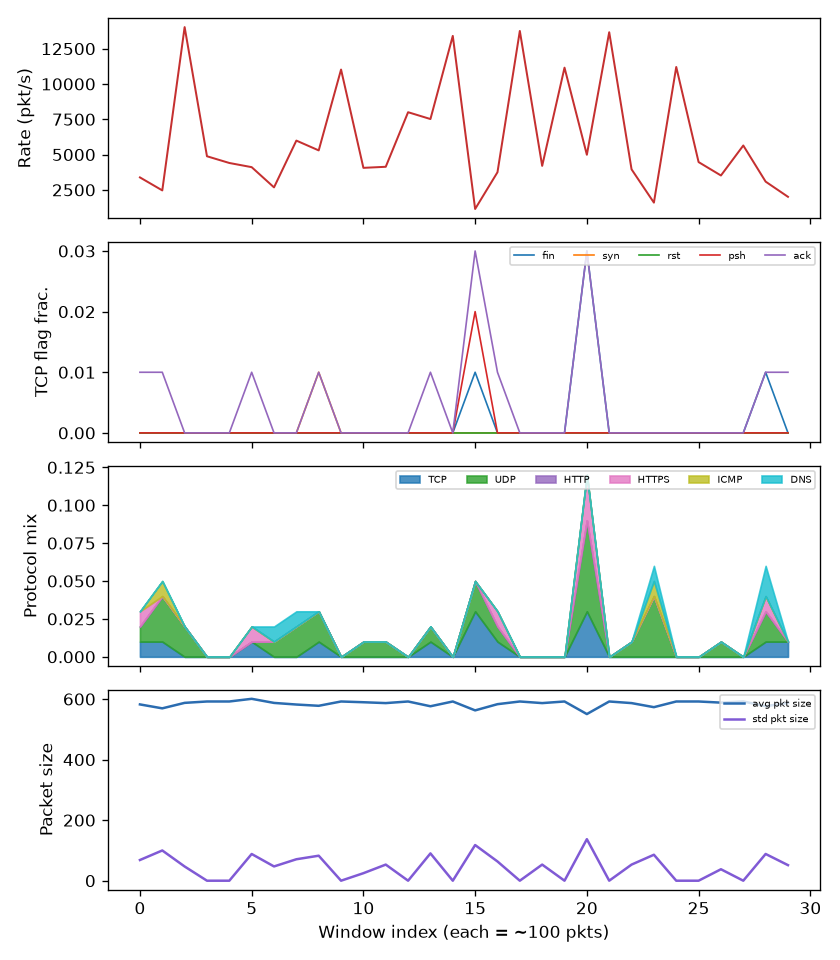 12500
10000
7500
5000
2500
Rate (pkt/s)
0.03
0.02
0.01
0.00
TCP flag frac.
fin syn rst psh ack
0.125
0.100
0.075
0.050
0.025
0.000
Protocol mix
TCP UDP HTTP HTTPS ICMP DNS
600
400
200
0
Packet size
avg pkt size
std pkt size
0 5 10 15 20 25 30
Window index (each = ~100 pkts)